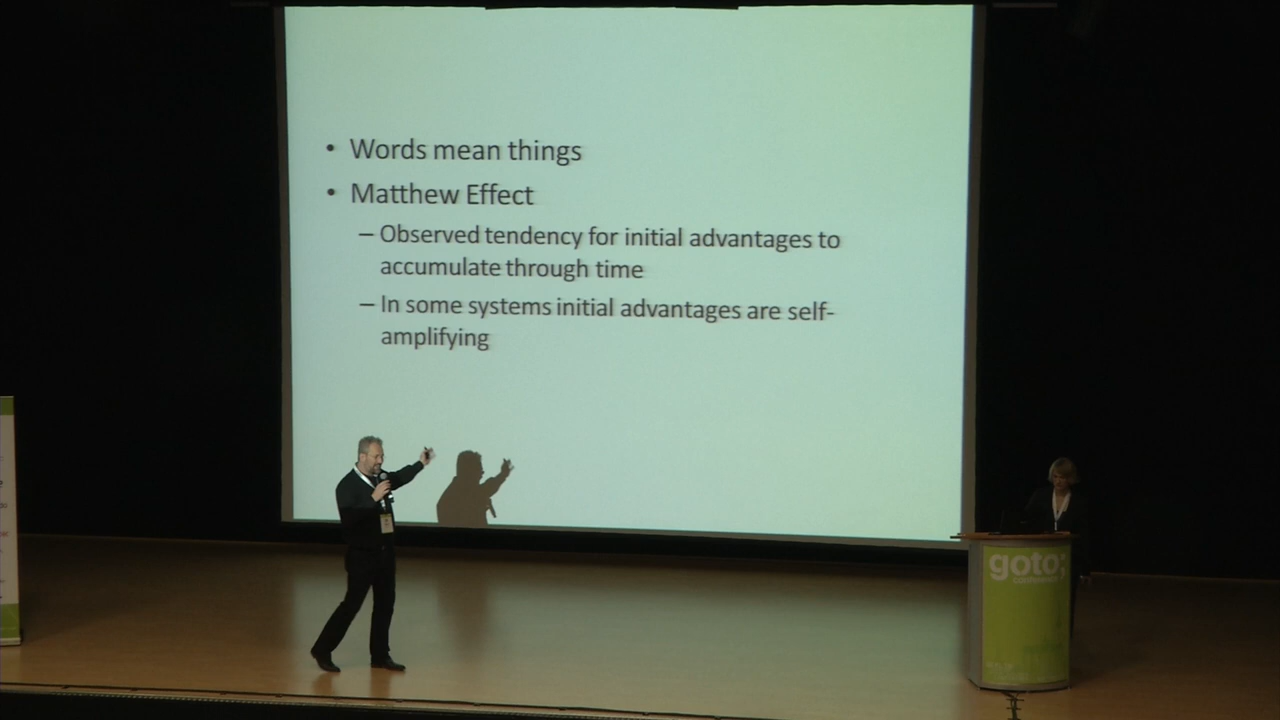 • Words mean things
• Matthew Effect
– Observed tendency for initial advantages to
accumulate through time
– In some systems initial advantages are self-
amplifying
goto;
conference